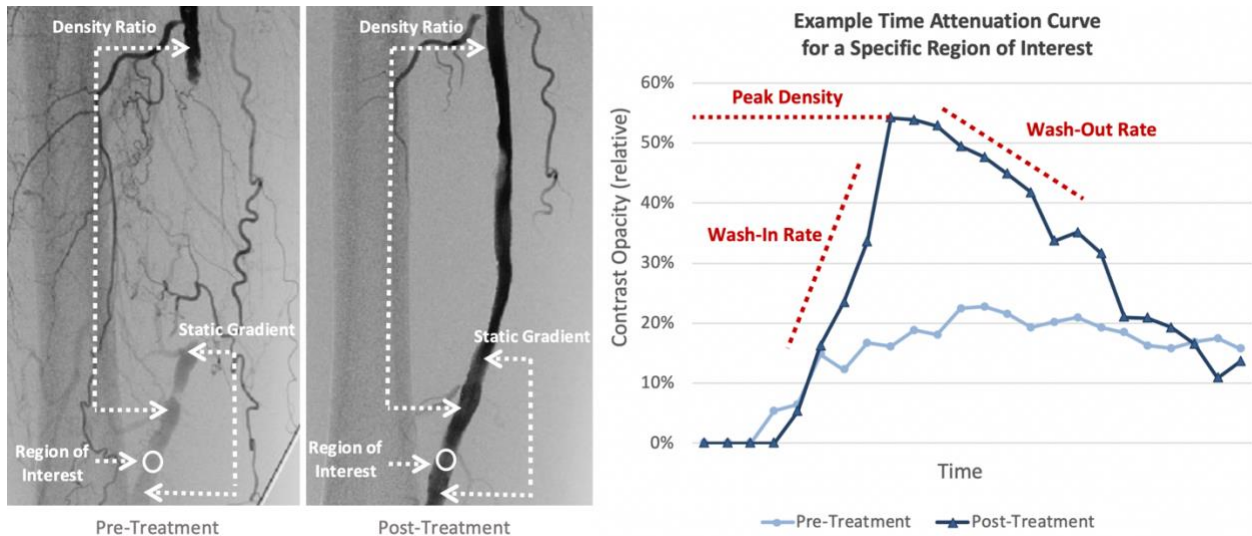 Density Ratio
Static Gradient
Region of
Interest
Pre-Treatment
Density Ratio
Static Gradient
Region of
Interest
Post-Treatment
Example Time Attenuation Curve
for a Specific Region of Interest
Contrast Opacity (relative)
60%
50%
40%
30%
20%
10%
0%
Peak Density
Wash-Out Rate
Wash-In Rate
Time
Pre-Treatment
Post-Treatment